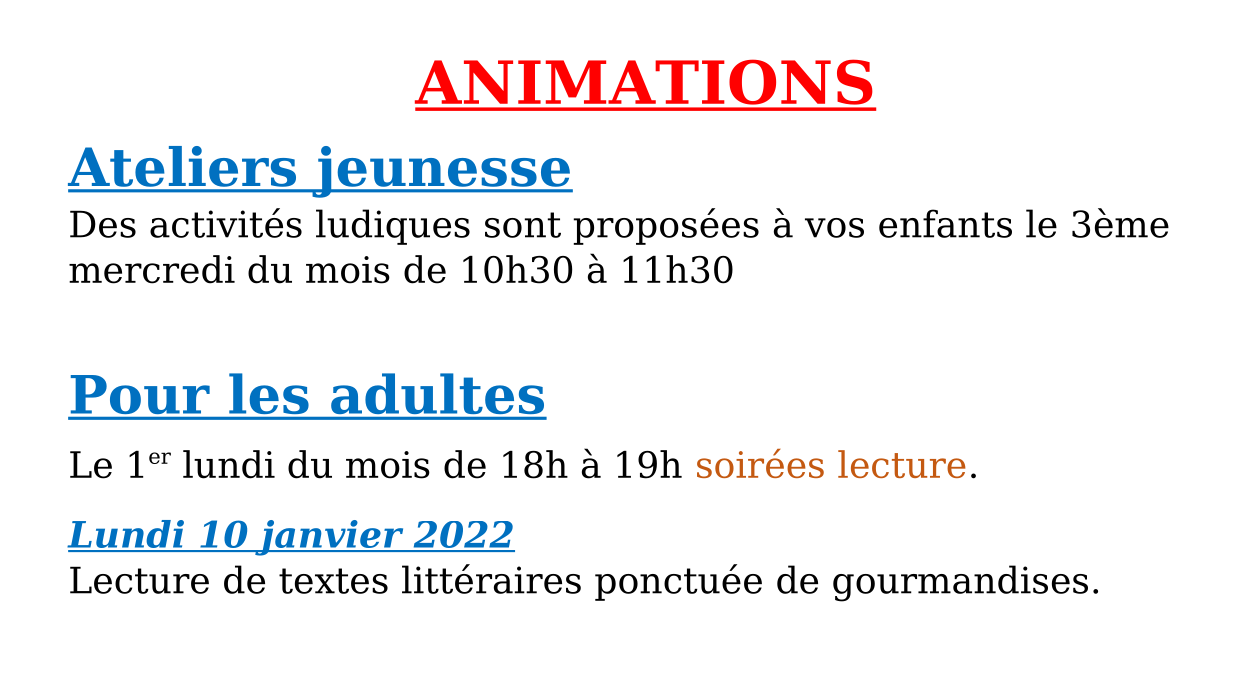 ANIMATIONS
Ateliers jeunesse
Des activités ludiques sont proposées à vos enfants le 3ème
mercredi du mois de 10h30 à 11h30
Pour les adultes
Le 1er lundi du mois de 18h à 19h soirées lecture.
Lundi 10 janvier 2022
Lecture de textes littéraires ponctuée de gourmandises.